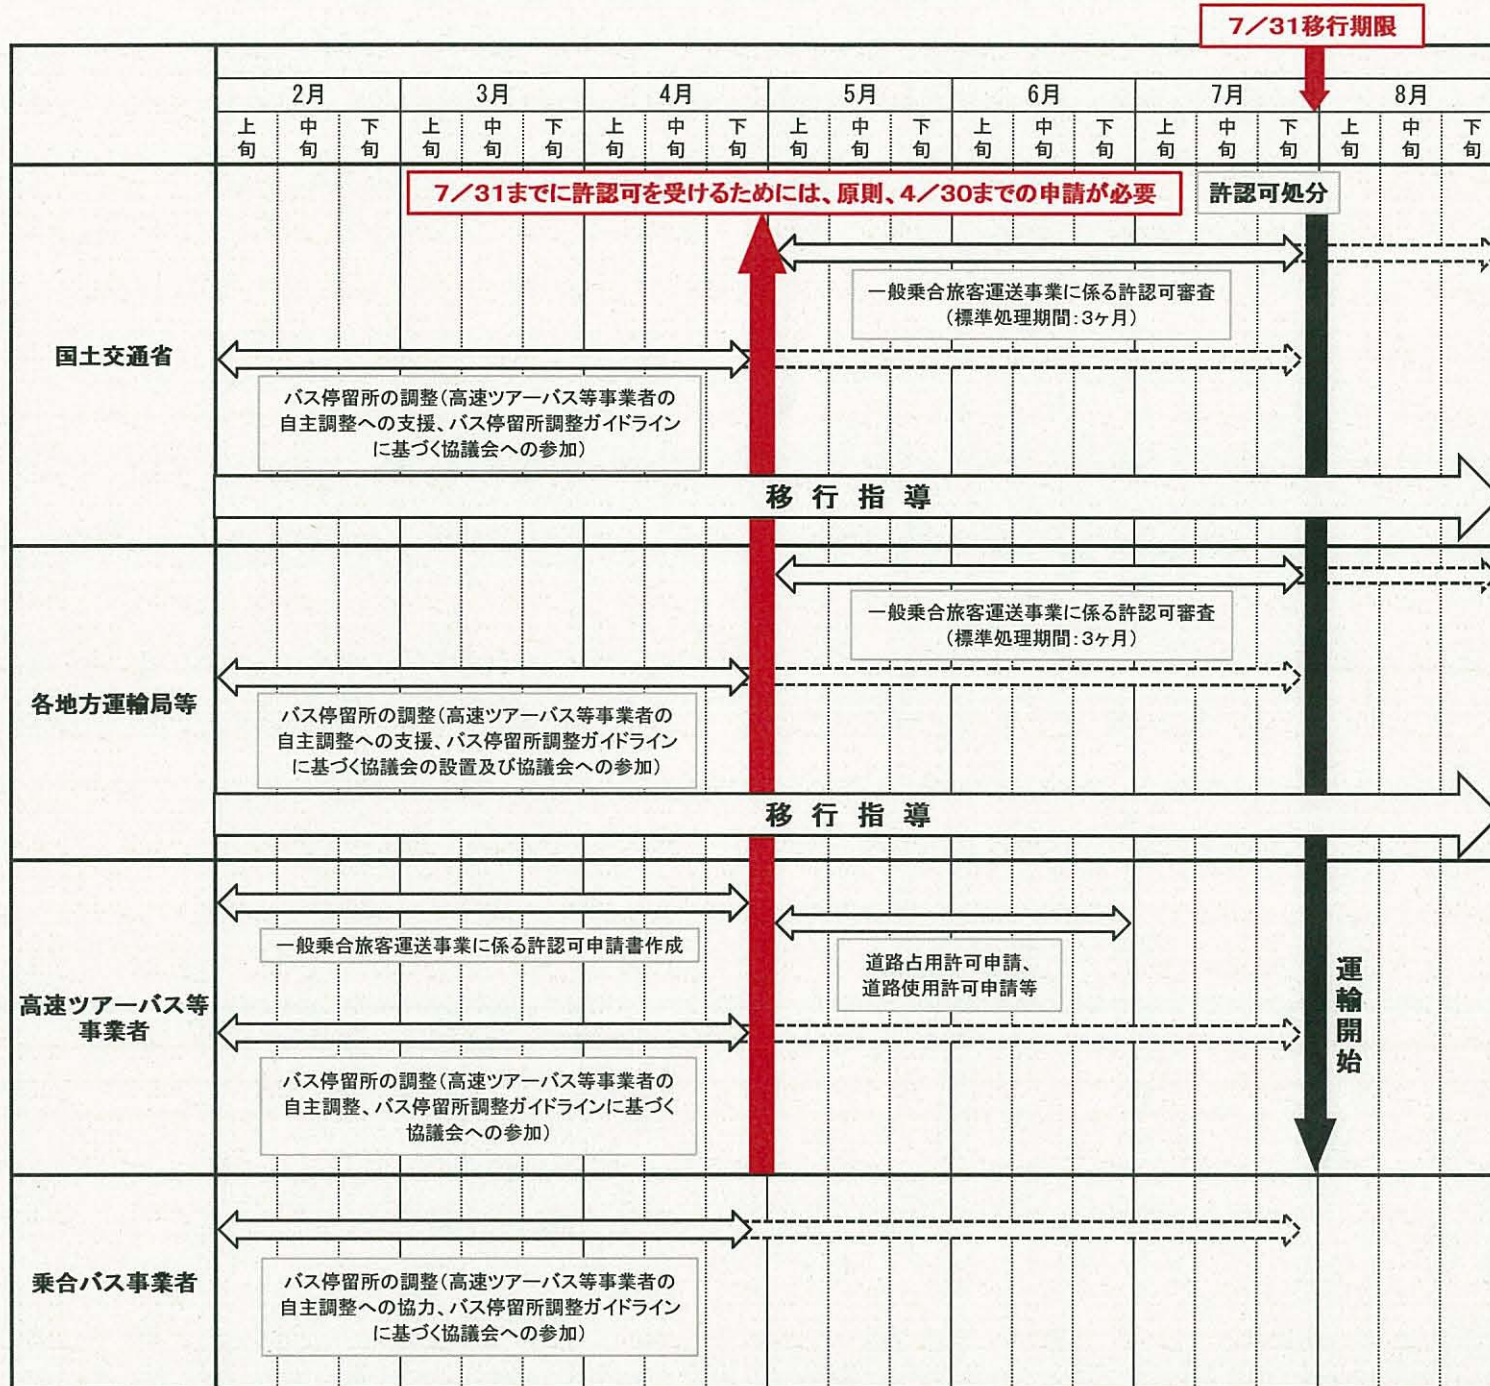 7/31移行期限
2月 3月 4月 5月 6月 7月 8月
上旬 中旬 下旬 上旬 中旬 下旬 上旬 中旬 下旬 上旬 中旬 下旬 上旬 中旬 下旬 上旬 中旬 下旬 上旬 中旬 下旬
7/31までに許認可を受けるためには、原則、4/30までの申請が必要
許認可処分
国土交通省
一般乗合旅客運送事業に係る許認可審査
(標準処理期間:3ヶ月)
バス停留所の調整(高速ツアーバス等事業者の
自主調整への支援、バス停留所調整ガイドライン
に基づく協議会への参加)
移行指導
各地方運輸局等
一般乗合旅客運送事業に係る許認可審査
(標準処理期間:3ヶ月)
バス停留所の調整(高速ツアーバス等事業者の
自主調整への支援、バス停留所調整ガイドライン
に基づく協議会の設置及び協議会への参加)
移行指導
高速ツアーバス等
事業者
一般乗合旅客運送事業に係る許認可申請書作成
道路占用許可申請、
道路使用許可申請等
運輸開始
バス停留所の調整(高速ツアーバス等事業者の
自主調整、バス停留所調整ガイドラインに基づく
協議会への参加)
乗合バス事業者
バス停留所の調整(高速ツアーバス等事業者の
自主調整への協力、バス停留所調整ガイドライン
に基づく協議会への参加)